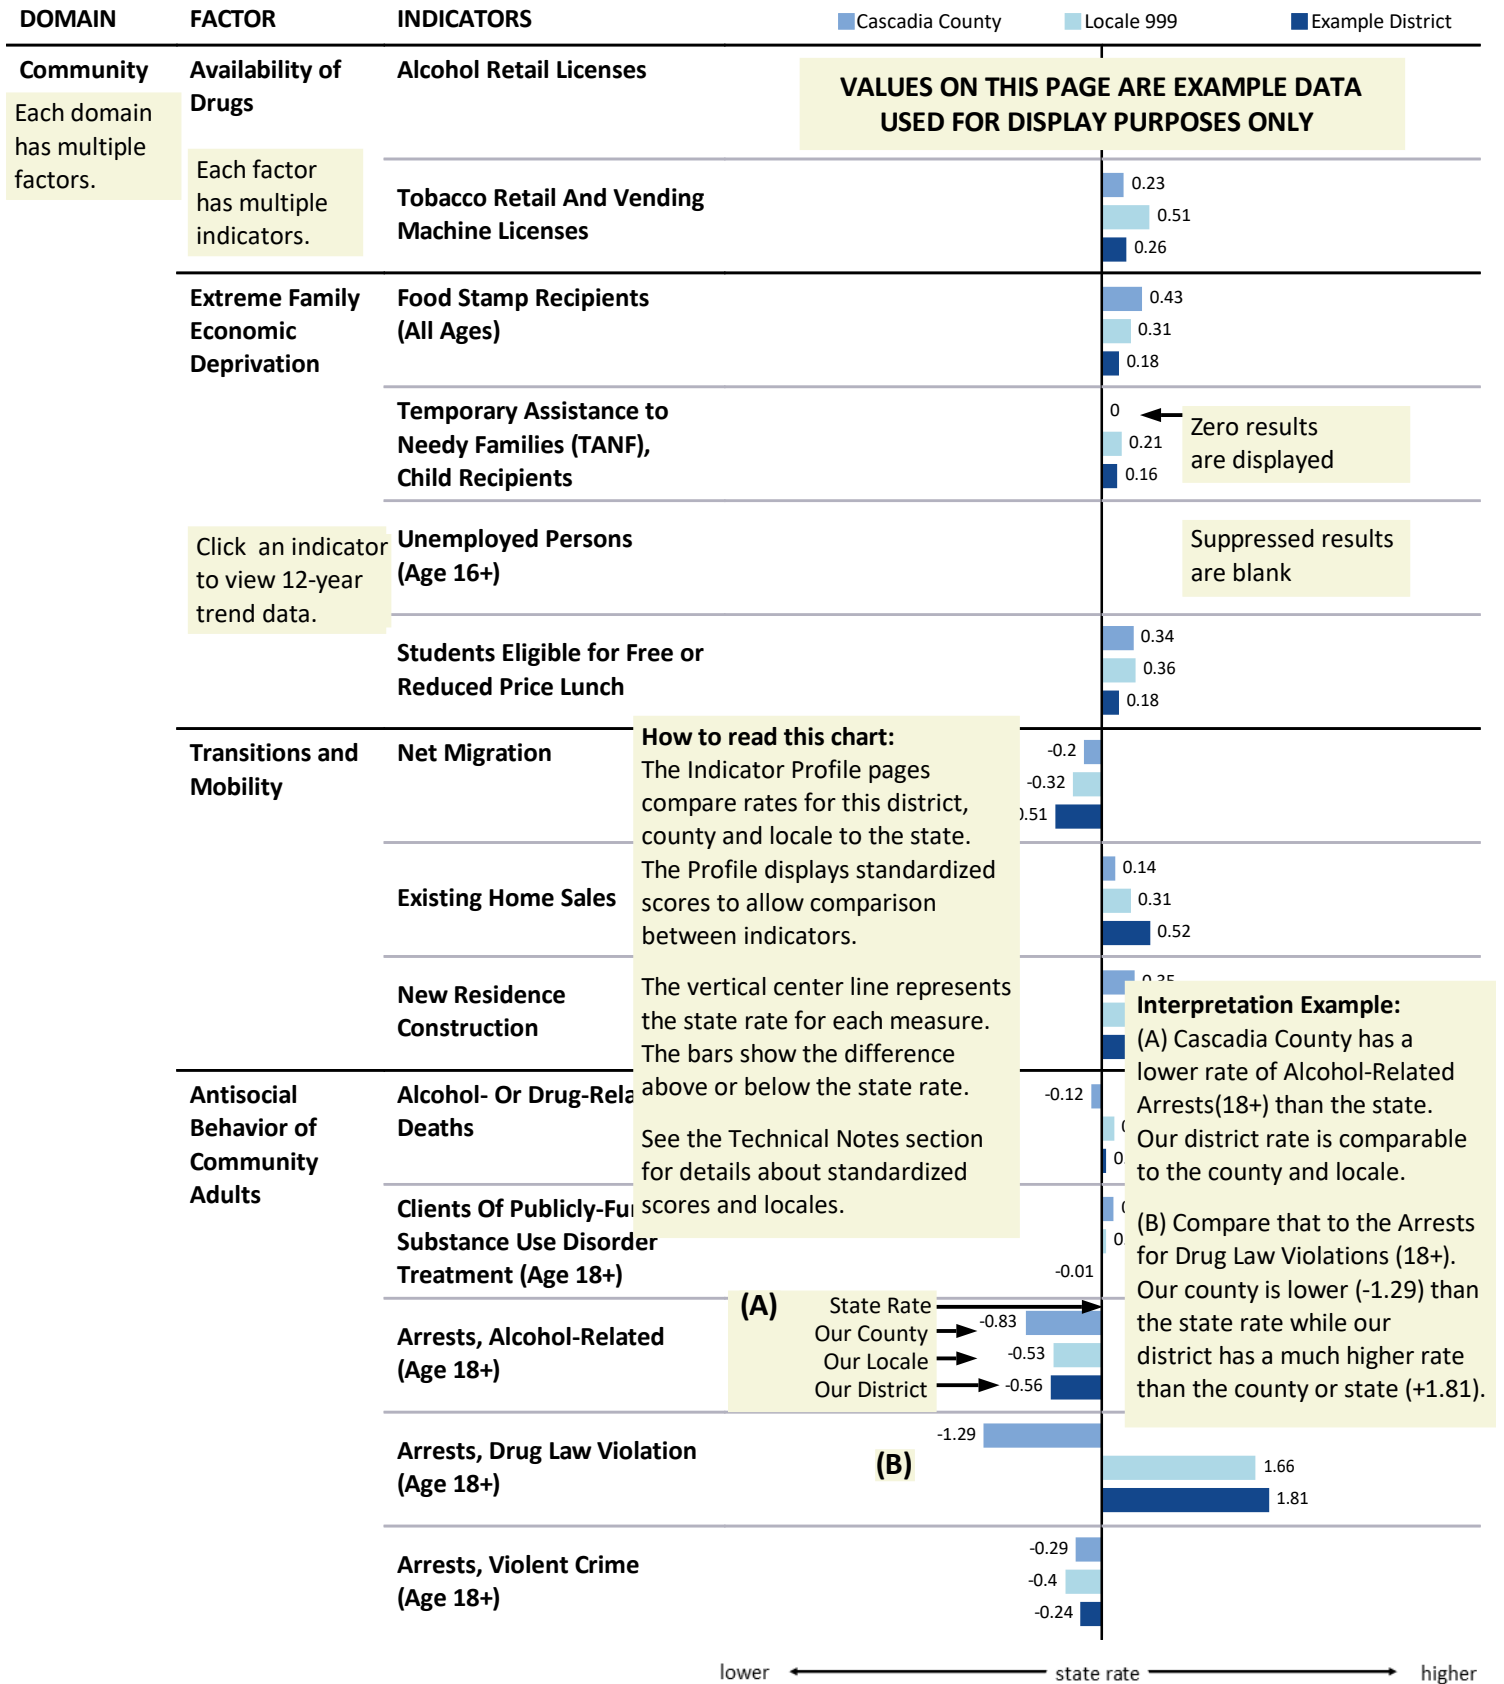 DOMAIN FACTOR INDICATORS Cascadia County Locale 999 Example District
Community
Each domain
has multiple
factors.
Availability of
Drugs
Each factor
has multiple
indicators.
Alcohol Retail Licenses
VALUES ON THIS PAGE ARE EXAMPLE DATA
USED FOR DISPLAY PURPOSES ONLY
Tobacco Retail And Vending
Machine Licenses
0.23
0.51
0.26
Extreme Family
Economic
Deprivation
Food Stamp Recipients
(All Ages)
0.43
0.31
0.18
Temporary Assistance to
Needy Families (TANF),
Child Recipients
0
0.21
0.16
Zero results
are displayed
Click an indicator
to view 12-year
trend data.
Unemployed Persons
(Age 16+)
Suppressed results
are blank
Students Eligible for Free or
Reduced Price Lunch
0.34
0.36
0.18
Transitions and
Mobility
Net Migration
-0.2
-0.32
.51
How to read this chart:
The Indicator Profile pages
compare rates for this district,
county and locale to the state.
The Profile displays standardized
scores to allow comparison
between indicators.
The vertical center line represents
the state rate for each measure.
The bars show the difference
above or below the state rate.
See the Technical Notes section
for details about standardized
scores and locales.
Existing Home Sales
0.14
0.31
0.52
New Residence
Construction
Interpretation Example:
(A) Cascadia County has a
lower rate of Alcohol-Related
Arrests(18+) than the state.
Our district rate is comparable
to the county and locale.
(B) Compare that to the Arrests
for Drug Law Violations (18+).
Our county is lower (-1.29) than
the state rate while our
district has a much higher rate
than the county or state (+1.81).
Antisocial
Behavior of
Community
Adults
Alcohol- Or Drug-Rela
Deaths
-0.12
0.
Clients Of Publicly-Fu
Substance Use Disorder
Treatment (Age 18+)
0.
-0.01
Arrests, Alcohol-Related
(Age 18+)
(A) State Rate
Our County -0.83
Our Locale -0.53
Our District -0.56
Arrests, Drug Law Violation
(Age 18+)
(B)
-1.29
1.66
1.81
Arrests, Violent Crime
(Age 18+)
-0.29
-0.4
-0.24
lower state rate higher